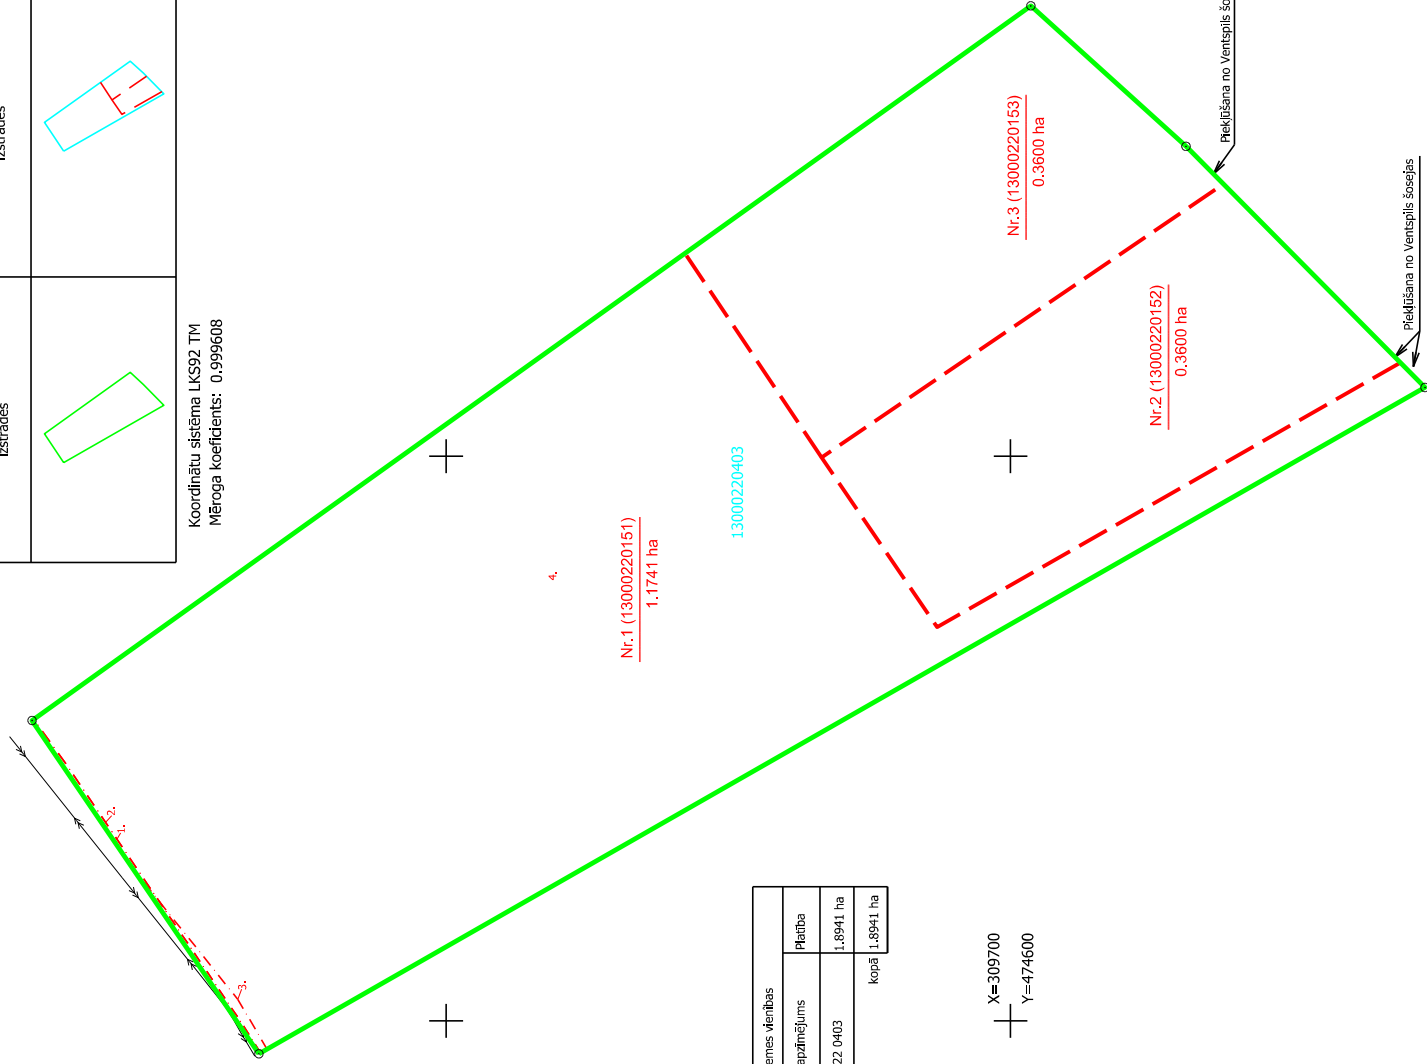 Izstrādes
Izstrādes
Koordinātu sistēma LKS92 TM
Mēroga koeficients: 0.999608
Nr.3 (13000220153)
0.3600 ha
Piekļūšana no Ventspils šo
Piekļūšana no Ventspils šosejas
Nr.2 (13000220152)
0.3600 ha
13000220403
Nr.1 (13000220151)
1.1741 ha
4.
2.
1.
3.
emes vienības
apzīmējums
Platība
22 0403
1.8941 ha
kopā
1.8941 ha
X=309700
Y=474600